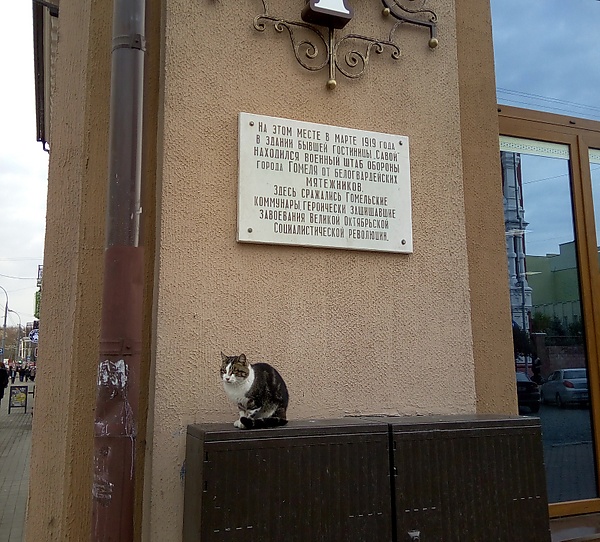 НА ЭТОМ МЕСТЕ В МАРТЕ 1919 ГОДА
В ЗДАНИИ БЫВШЕЙ ГОСТИНИЦЫ „САВОЙ"
НАХОДИЛСЯ ВОЕННЫЙ ШТАБ ОБОРОНЫ
ГОРОДА ГОМЕЛЯ ОТ БЕЛОГВАРДЕЙСКИХ
МЯТЕЖНИКОВ.
ЗДЕСЬ СРАЖАЛИСЬ ГОМЕЛЬСКИЕ
КОММУНАРЫ, ГЕРОИЧЕСКИ ЗАЩИЩАВШИЕ
ЗАВОЕВАНИЯ ВЕЛИКОЙ ОКТЯБРЬСКОЙ
СОЦИАЛИСТИЧЕСКОЙ РЕВОЛЮЦИИ.